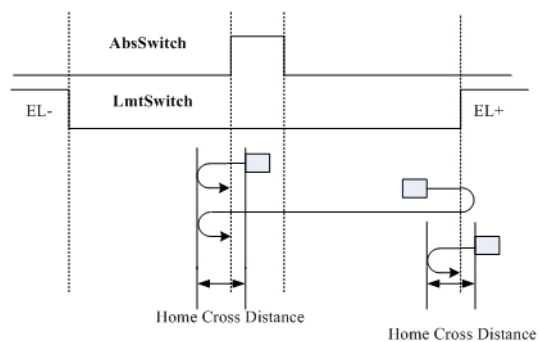 AbsSwitch
EL-
LmtSwitch
EL+
Home Cross Distance
Home Cross Distance